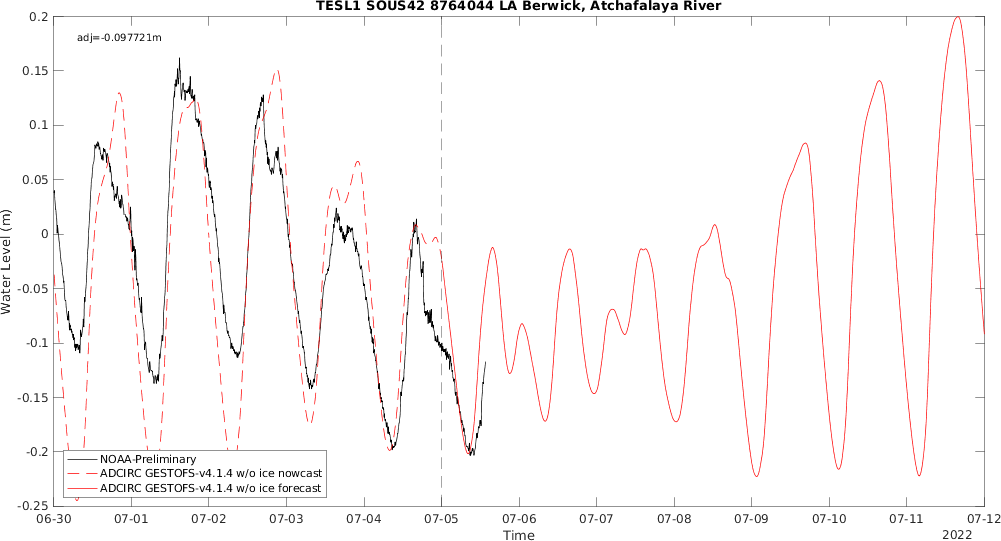 TESL1 SOUS42 8764044 LA Berwick, Atchafalaya River
adj=-0.097721m
0.2
0.15
0.1
0.05
0
-0.05
-0.1
-0.15
-0.2
-0.25
Water Level (m)
NOAA-Preliminary
ADCIRC GESTOFS-v4.1.4 w/o ice nowcast
ADCIRC GESTOFS-v4.1.4 w/o ice forecast
06-30 07-01 07-02 07-03 07-04 07-05 07-06 07-07 07-08 07-09 07-10 07-11 07-12
Time
2022